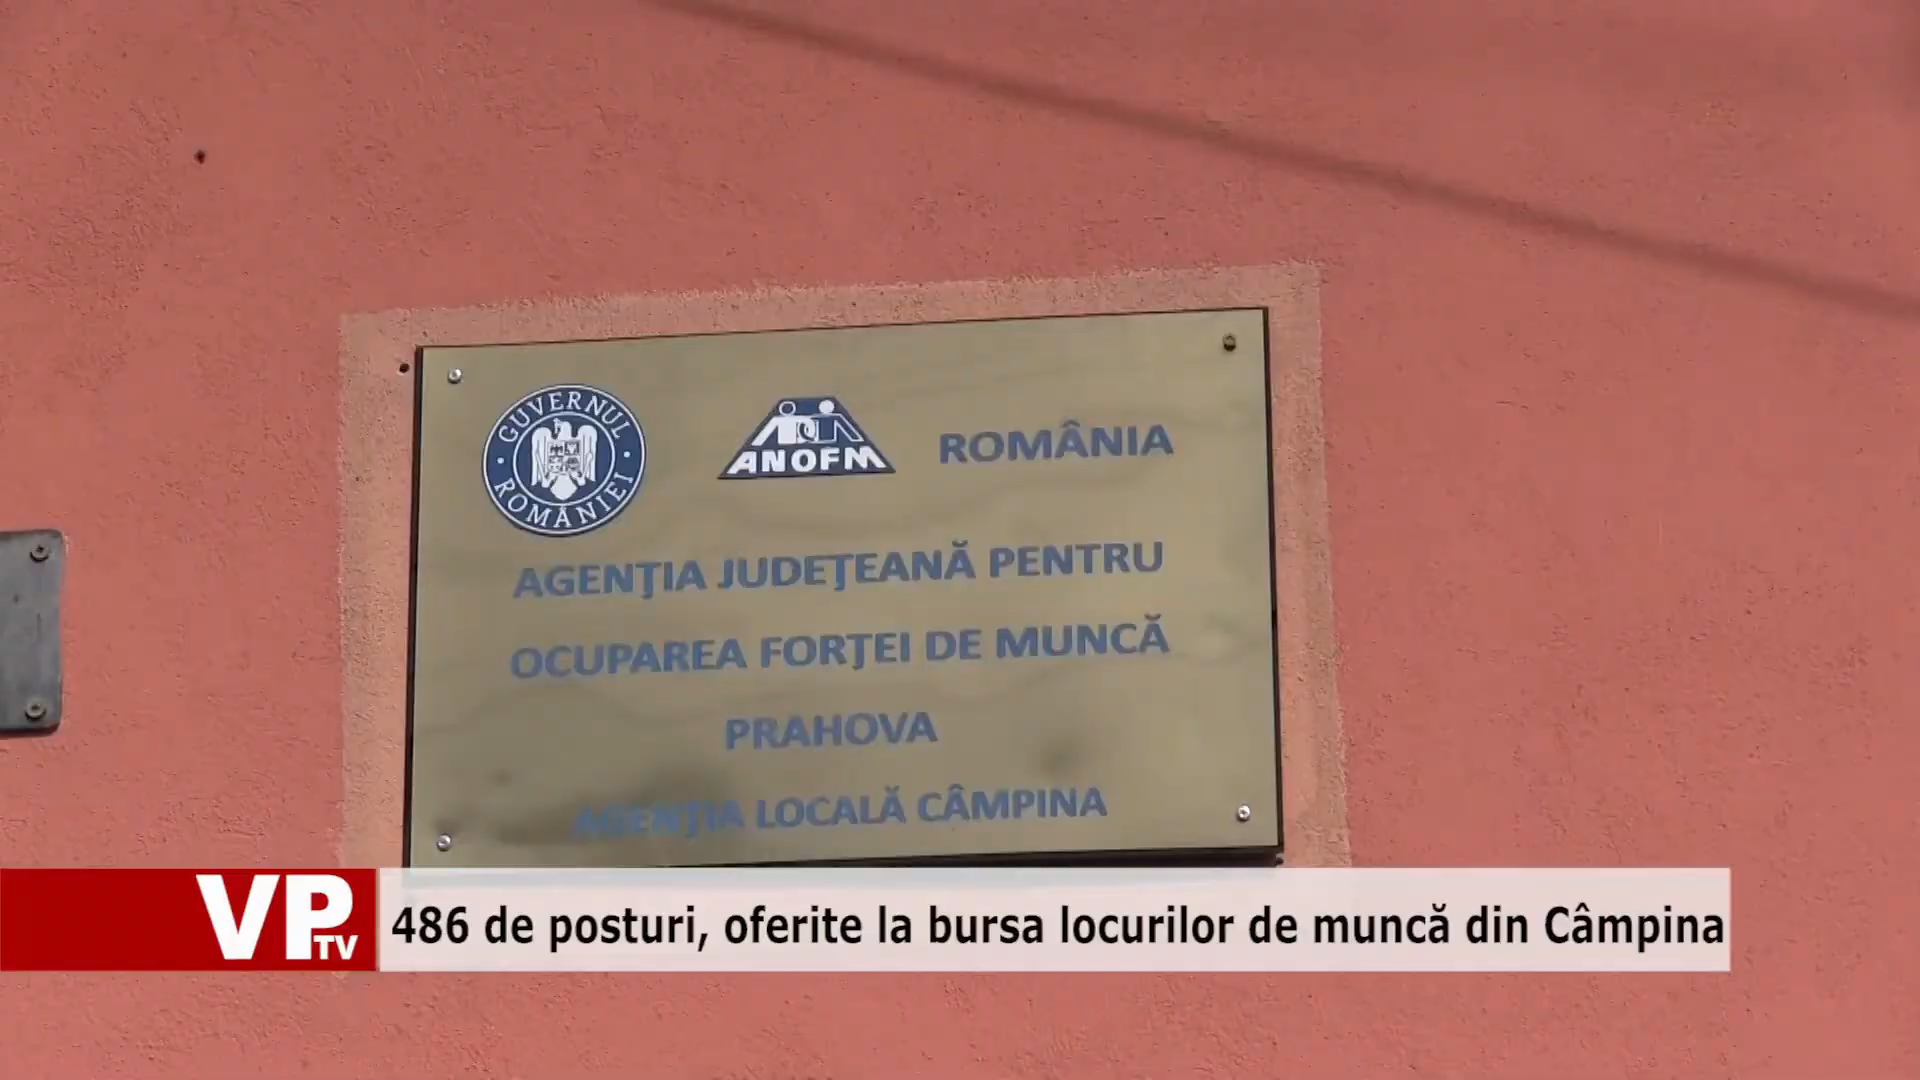 GUVERNUL ROMÂNIEI
ANOFM
ROMÂNIA
AGENŢIA JUDEŢEANĂ PENTRU
OCUPAREA FORŢEI DE MUNCĂ
PRAHOVA
AGENŢIA LOCALĂ CÂMPINA
VP TV
486 de posturi, oferite la bursa locurilor de muncă din Câmpina